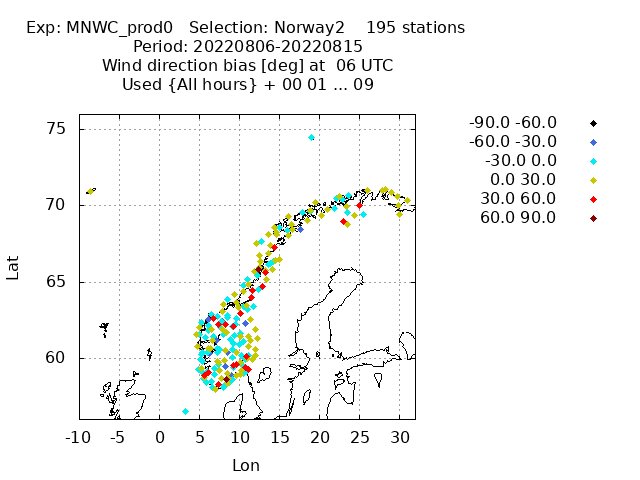 Exp: MNWC_prod0   Selection: Norway2    195 stations
Period: 20220806-20220815
Wind direction bias [deg] at  06 UTC
Used {All hours} + 00 01 ... 09
-90.0 -60.0
-60.0 -30.0
-30.0 0.0
0.0 30.0
30.0 60.0
60.0 90.0
75
70
65
60
Lat
-10 -5 0 5 10 15 20 25 30
Lon